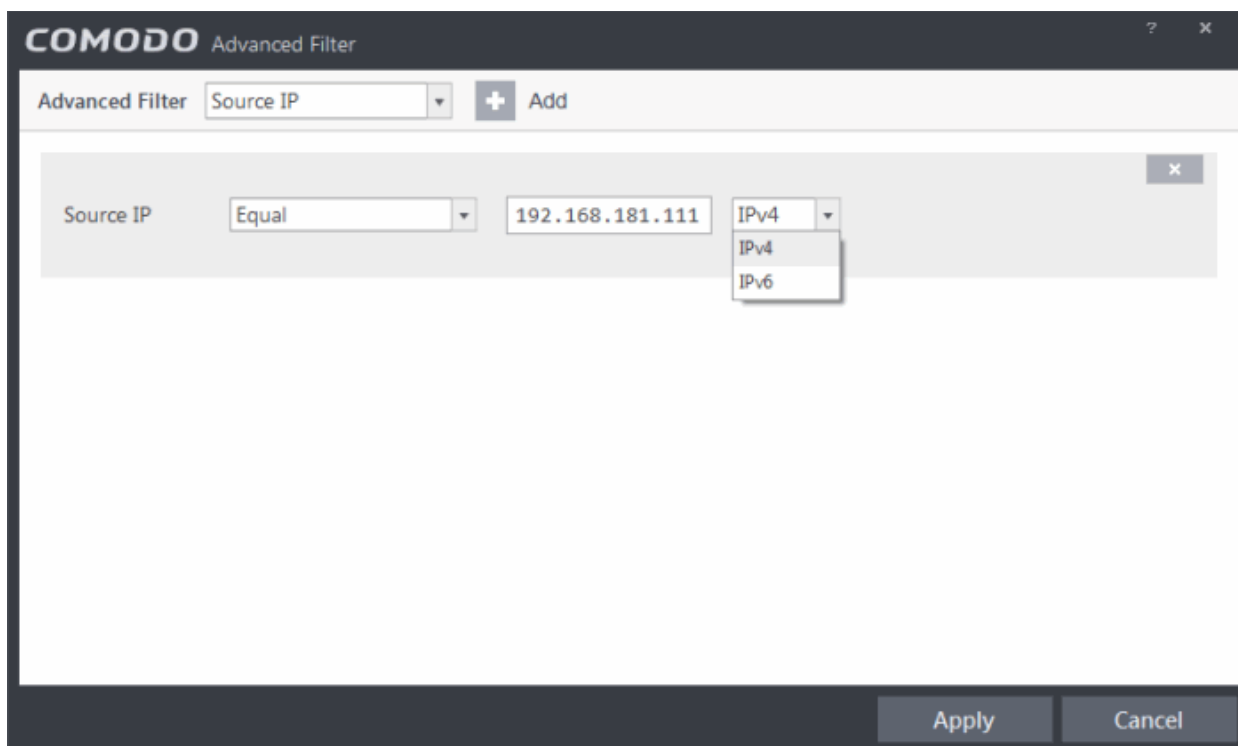 COMODO Advanced Filter ? ×
Advanced Filter Source IP + Add
×
Source IP Equal 192.168.181.111 IPv4
IPv4
IPv6
Apply Cancel